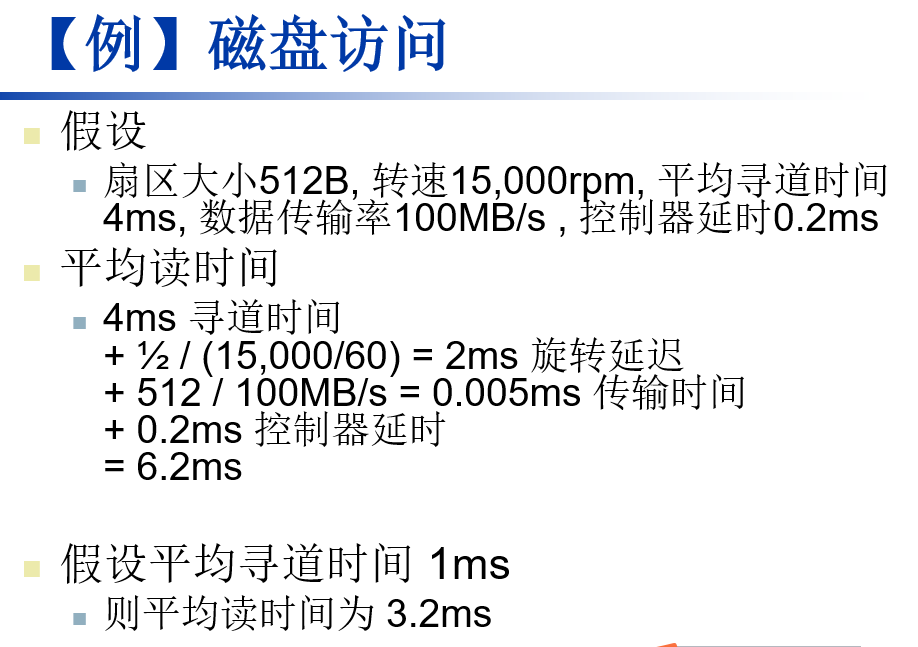 【例】磁盘访问
假设
扇区大小512B, 转速15,000rpm, 平均寻道时间
4ms, 数据传输率100MB/s , 控制器延时0.2ms
平均读时间
4ms 寻道时间
+ ½ / (15,000/60) = 2ms 旋转延迟
+ 512 / 100MB/s = 0.005ms 传输时间
+ 0.2ms 控制器延时
= 6.2ms
假设平均寻道时间 1ms
则平均读时间为 3.2ms